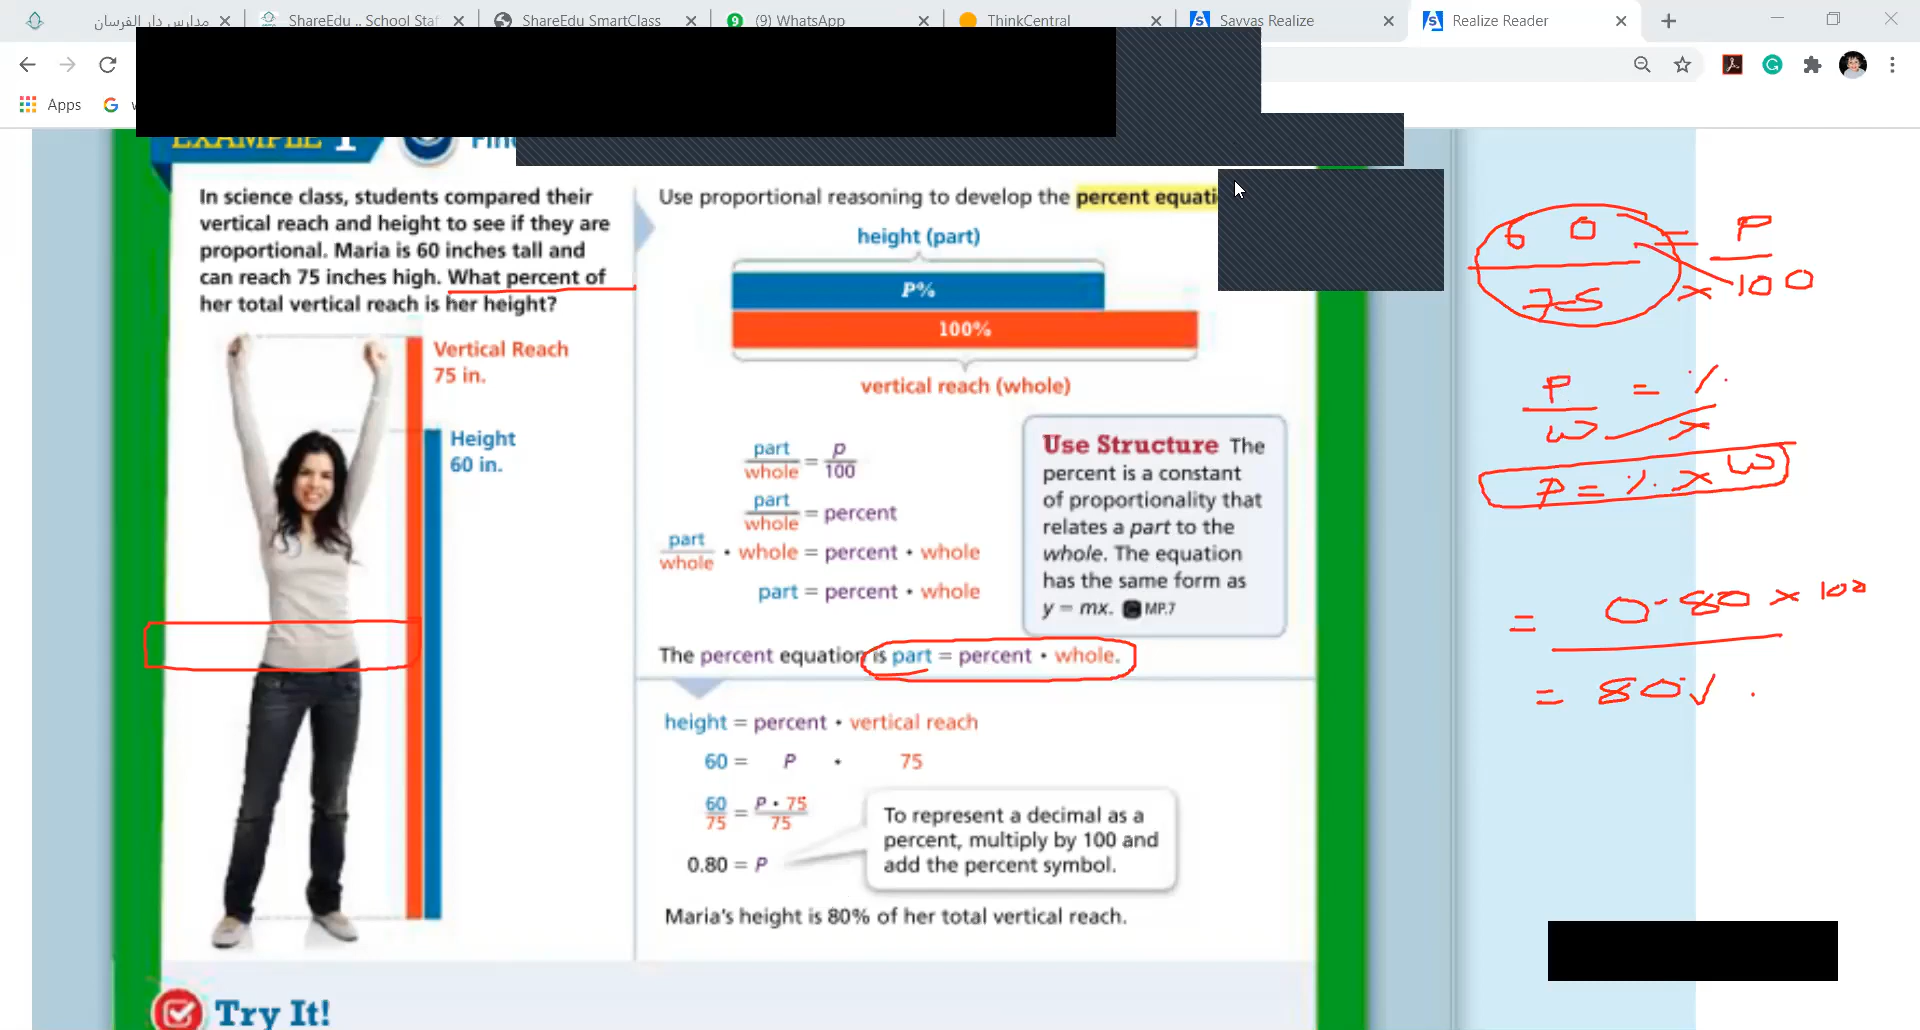 مدارس دار الفرسان
ShareEdu .. School Staf
ShareEdu SmartClass
(9) WhatsApp
ThinkCentral
Savvas Realize
Realize Reader
Apps
EXAMPLE 1
In science class, students compared their
vertical reach and height to see if they are
proportional. Maria is 60 inches tall and
can reach 75 inches high. What percent of
her total vertical reach is her height?
Vertical Reach
75 in.
Height
60 in.
Use proportional reasoning to develop the percent equati
height (part)
P%
100%
vertical reach (whole)
part/whole = p/100
part/whole = percent
part/whole • whole = percent • whole
part = percent • whole
Use Structure The
percent is a constant
of proportionality that
relates a part to the
whole. The equation
has the same form as
y = mx. MP.7
The percent equation is part = percent • whole.
height = percent • vertical reach
60 = P • 75
60/75 = P • 75/75
0.80 = P
To represent a decimal as a
percent, multiply by 100 and
add the percent symbol.
Maria's height is 80% of her total vertical reach.
Try It!
60/75 = P/100
×
P/W = %
×
P = % × W
= 0.80 × 100
= 80